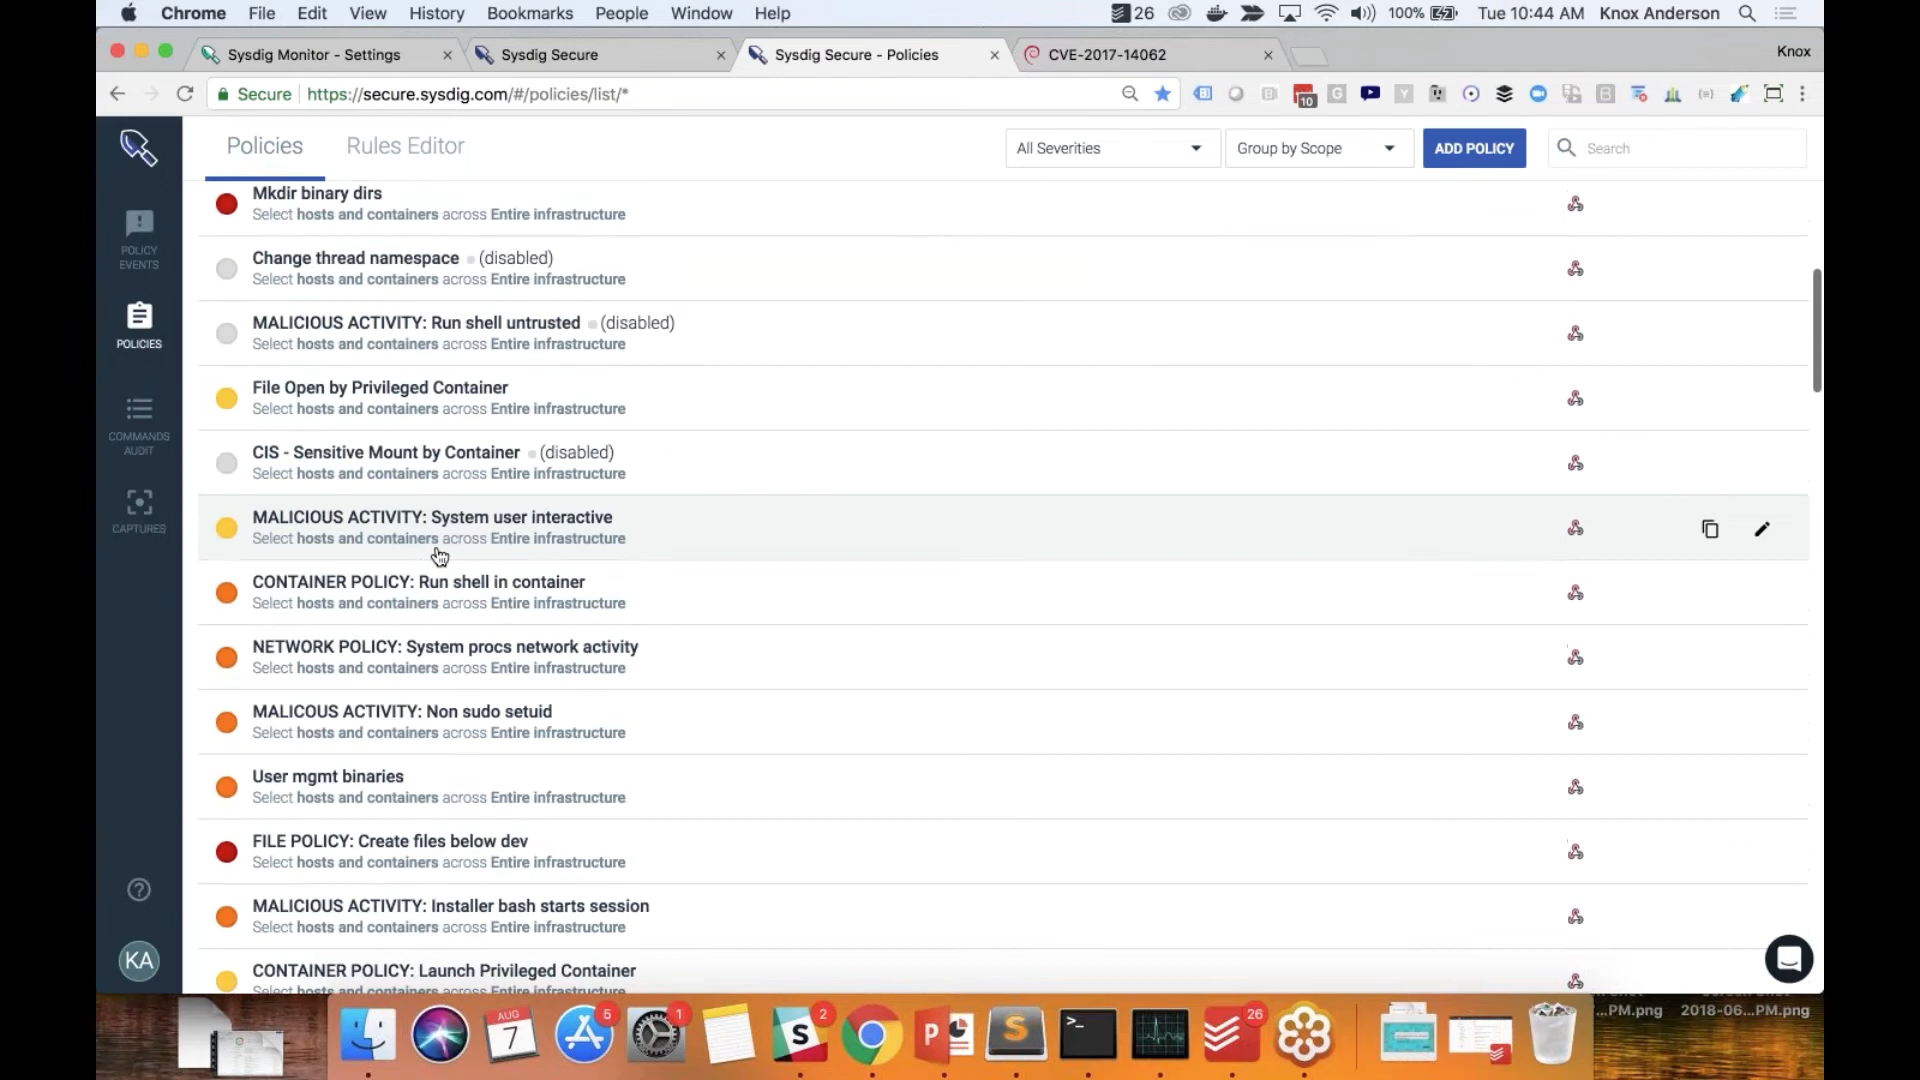 Chrome File Edit View History Bookmarks People Window Help 26 100% Tue 10:44 AM Knox Anderson
Sysdig Monitor - Settings Sysdig Secure Sysdig Secure - Policies CVE-2017-14062 Knox
Secure https://secure.sysdig.com/#/policies/list/* 10
Policies Rules Editor All Severities Group by Scope ADD POLICY Search
Mkdir binary dirs
Select hosts and containers across Entire infrastructure
POLICY
EVENTS
Change thread namespace (disabled)
Select hosts and containers across Entire infrastructure
MALICIOUS ACTIVITY: Run shell untrusted (disabled)
Select hosts and containers across Entire infrastructure
POLICIES
File Open by Privileged Container
Select hosts and containers across Entire infrastructure
COMMANDS
AUDIT
CIS - Sensitive Mount by Container (disabled)
Select hosts and containers across Entire infrastructure
CAPTURES
MALICIOUS ACTIVITY: System user interactive
Select hosts and containers across Entire infrastructure
CONTAINER POLICY: Run shell in container
Select hosts and containers across Entire infrastructure
NETWORK POLICY: System procs network activity
Select hosts and containers across Entire infrastructure
MALICOUS ACTIVITY: Non sudo setuid
Select hosts and containers across Entire infrastructure
User mgmt binaries
Select hosts and containers across Entire infrastructure
FILE POLICY: Create files below dev
Select hosts and containers across Entire infrastructure
MALICIOUS ACTIVITY: Installer bash starts session
Select hosts and containers across Entire infrastructure
KA
CONTAINER POLICY: Launch Privileged Container
Select hosts and containers across Entire infrastructure
...PM.png 2018-06...PM.png
AUG
7
5
1
S
2
P
S
>_
26